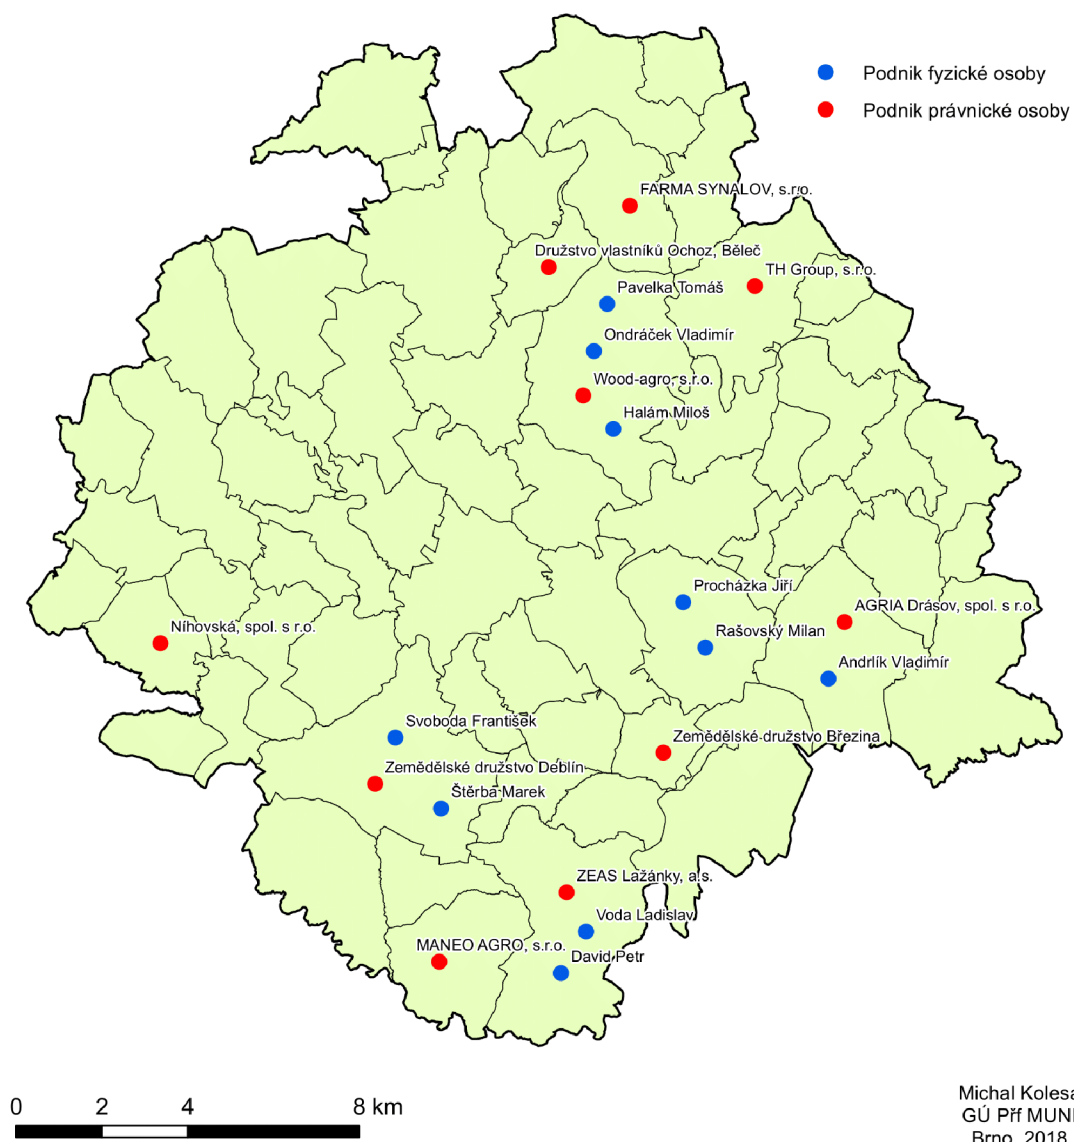 Podnik fyzické osoby
Podnik právnické osoby
FARMA SYNALOV, s.r.o.
Družstvo vlastníků Ochoz, Běleč
TH Group, s.r.o.
Pavelka Tomáš
Ondráček Vladimír
Wood-agro, s.r.o.
Halám Miloš
Procházka Jiří
AGRIA Drásov, spol. s r.o.
Níhovská, spol. s r.o.
Rašovský Milan
Andrlík Vladimír
Svoboda František
Zemědělské družstvo Březina
Zemědělské družstvo Deblín
Štěrba Marek
ZEAS Lažánky, a.s.
Voda Ladislav
MANEO AGRO, s.r.o.
David Petr
0 2 4 8 km
Michal Kolesa
GÚ Přf MUNI
Brno, 2018